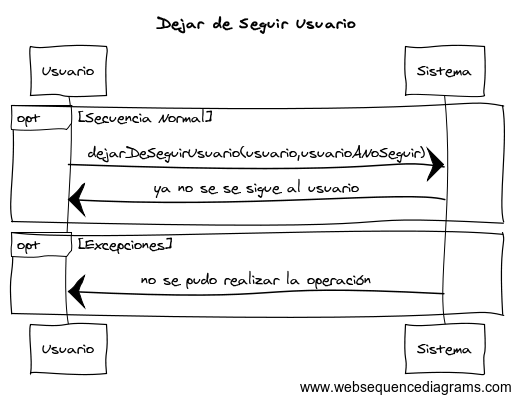 Dejar de Seguir Usuario
Usuario
Sistema
opt
[Secuencia Normal]
dejarDeSeguirUsuario(usuario,usuarioANoSeguir)
ya no se se sigue al usuario
opt
[Excepciones]
no se pudo realizar la operación
Usuario
Sistema
www.websequencediagrams.com